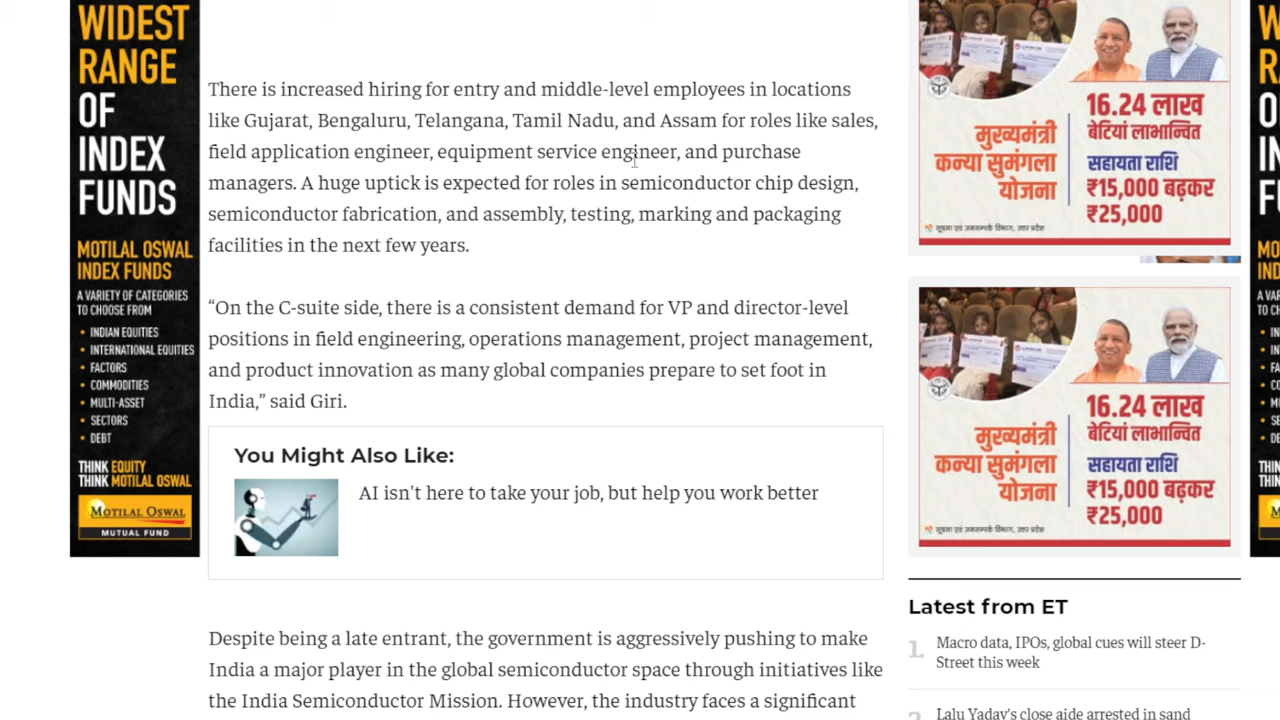 WIDEST
RANGE
OF
INDEX
FUNDS
MOTILAL OSWAL
INDEX FUNDS
A VARIETY OF CATEGORIES
TO CHOOSE FROM
• INDIAN EQUITIES
• INTERNATIONAL EQUITIES
• FACTORS
• COMMODITIES
• MULTI-ASSET
• SECTORS
• DEBT
THINK EQUITY
THINK MOTILAL OSWAL
MOTILAL OSWAL
MUTUAL FUND
There is increased hiring for entry and middle-level employees in locations
like Gujarat, Bengaluru, Telangana, Tamil Nadu, and Assam for roles like sales,
field application engineer, equipment service engineer, and purchase
managers. A huge uptick is expected for roles in semiconductor chip design,
semiconductor fabrication, and assembly, testing, marking and packaging
facilities in the next few years.
“On the C-suite side, there is a consistent demand for VP and director-level
positions in field engineering, operations management, project management,
and product innovation as many global companies prepare to set foot in
India,” said Giri.
You Might Also Like:
AI isn't here to take your job, but help you work better
Despite being a late entrant, the government is aggressively pushing to make
India a major player in the global semiconductor space through initiatives like
the India Semiconductor Mission. However, the industry faces a significant
मुख्यमंत्री
कन्या सुमंगला
योजना
16.24 लाख
बेटियां लाभान्वित
सहायता राशि
₹15,000 बढ़कर
₹25,000
सूचना एवं जनसम्पर्क विभाग, उत्तर प्रदेश
मुख्यमंत्री
कन्या सुमंगला
योजना
16.24 लाख
बेटियां लाभान्वित
सहायता राशि
₹15,000 बढ़कर
₹25,000
सूचना एवं जनसम्पर्क विभाग, उत्तर प्रदेश
Latest from ET
1. Macro data, IPOs, global cues will steer D-
Street this week
Lalu Yadav's close aide arrested in sand